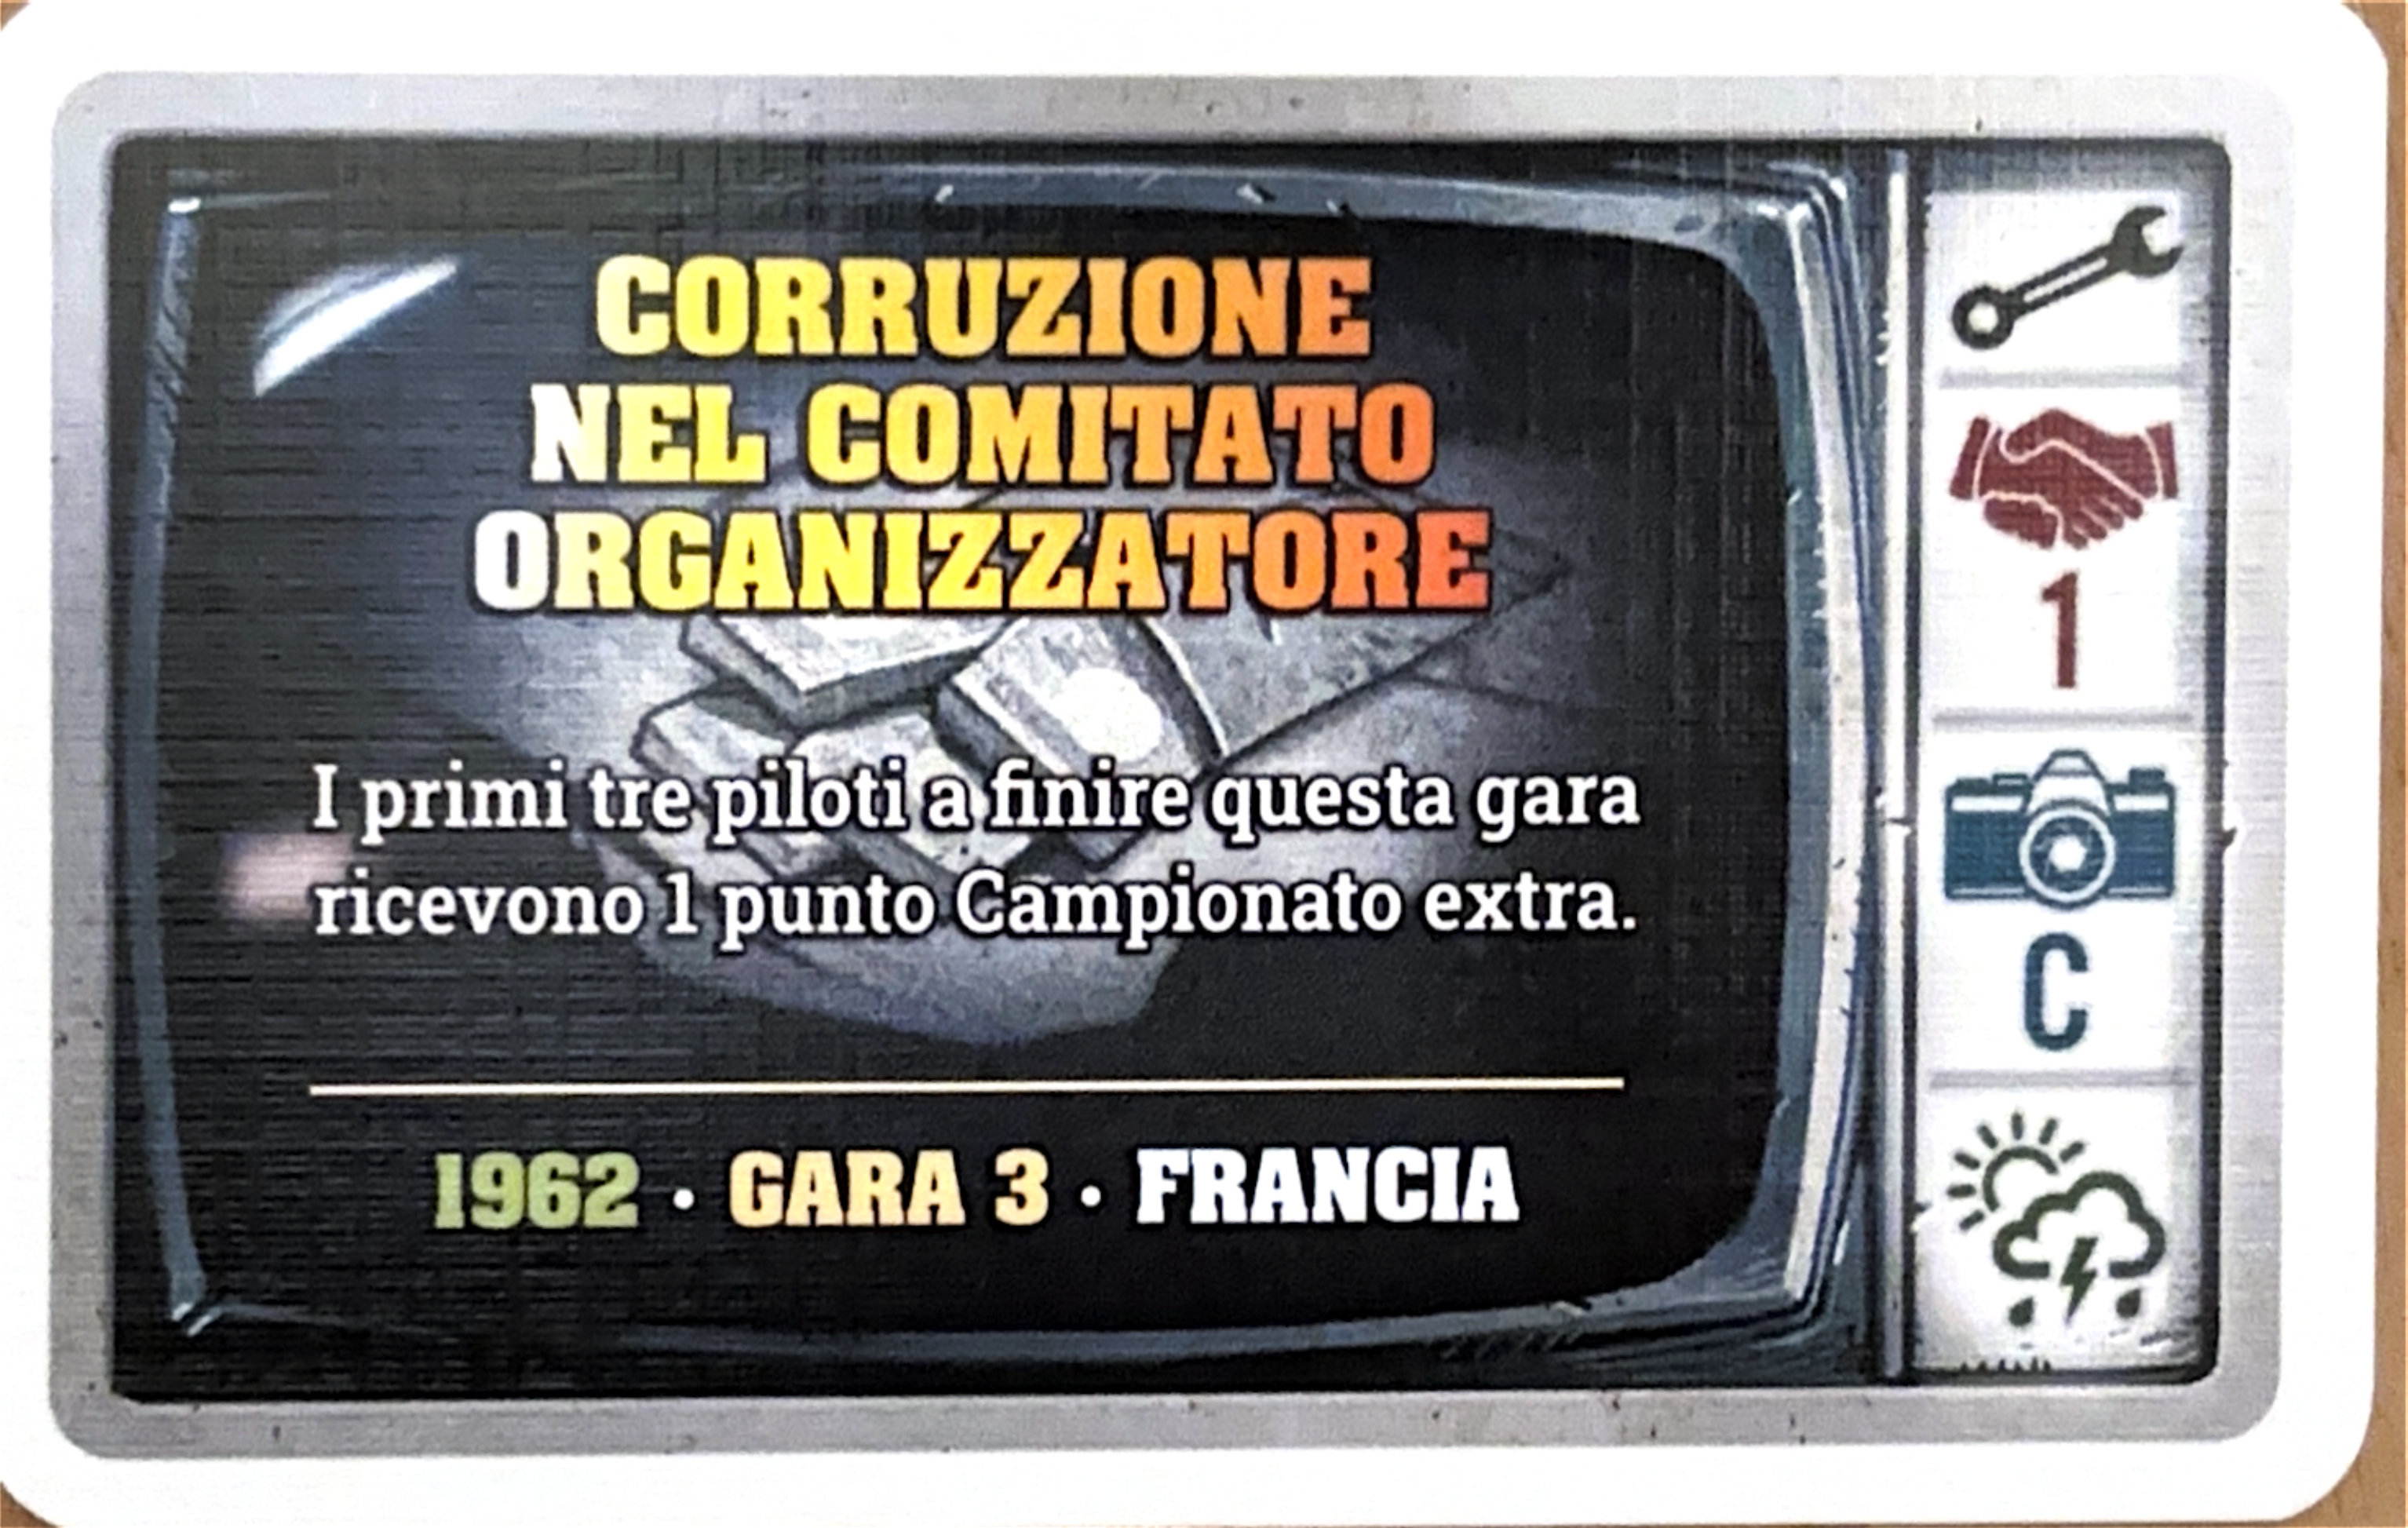 CORRUZIONE
NEL COMITATO
ORGANIZZATORE
I primi tre piloti a finire questa gara
ricevono 1 punto Campionato extra.
1962 · GARA 3 · FRANCIA
1
C